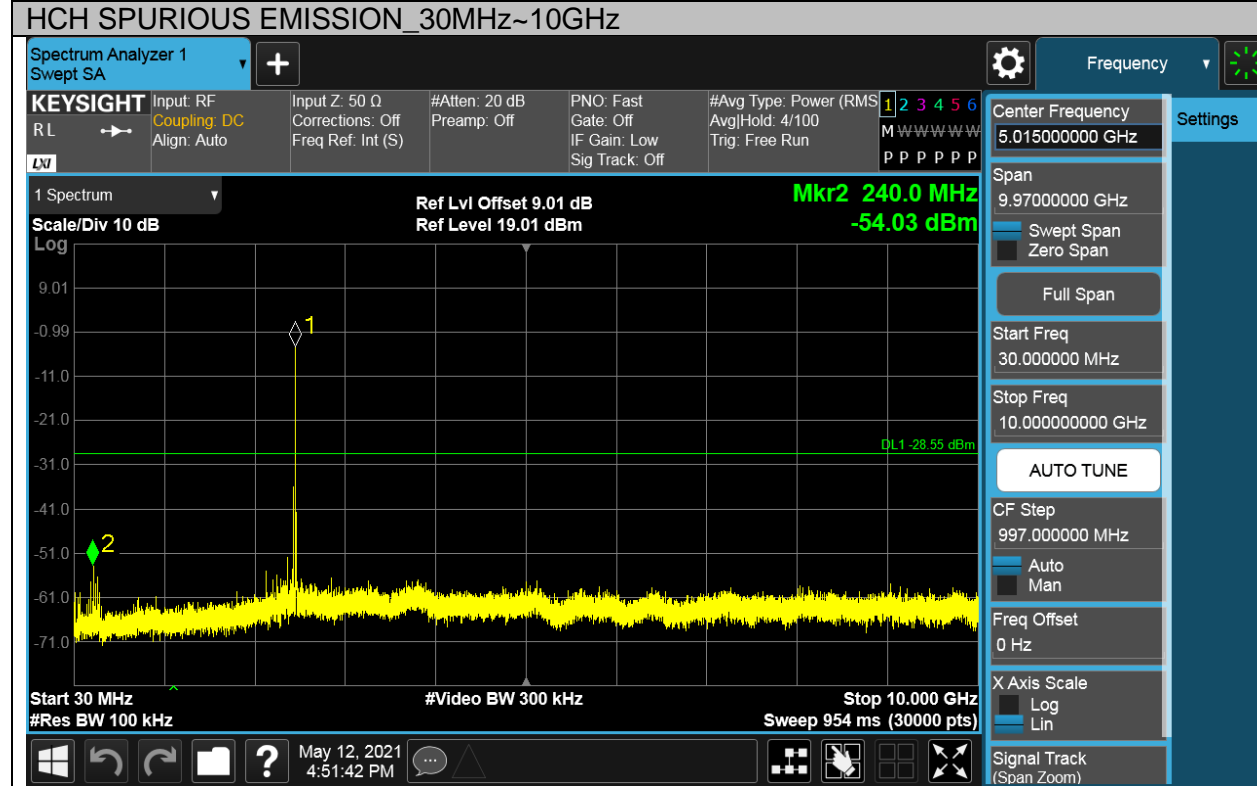 HCH SPURIOUS EMISSION_30MHz~10GHz
Spectrum Analyzer 1
Swept SA
+
Frequency
KEYSIGHT
RL
LXI
Input: RF
Coupling: DC
Align: Auto
Input Z: 50 Ω
Corrections: Off
Freq Ref: Int (S)
#Atten: 20 dB
Preamp: Off
PNO: Fast
Gate: Off
IF Gain: Low
Sig Track: Off
#Avg Type: Power (RMS
Avg|Hold: 4/100
Trig: Free Run
1 2 3 4 5 6
M W W W W W
P P P P P P
Center Frequency
5.015000000 GHz
Settings
1 Spectrum
Scale/Div 10 dB
Log
Ref Lvl Offset 9.01 dB
Ref Level 19.01 dBm
Mkr2 240.0 MHz
-54.03 dBm
9.01
-0.99
-11.0
-21.0
-31.0
-41.0
-51.0
-61.0
-71.0
1
2
DL1 -28.55 dBm
Start 30 MHz
#Res BW 100 kHz
#Video BW 300 kHz
Stop 10.000 GHz
Sweep 954 ms (30000 pts)
Span
9.97000000 GHz
Swept Span
Zero Span
Full Span
Start Freq
30.000000 MHz
Stop Freq
10.000000000 GHz
AUTO TUNE
CF Step
997.000000 MHz
Auto
Man
Freq Offset
0 Hz
X Axis Scale
Log
Lin
Signal Track
(Span Zoom)
?
May 12, 2021
4:51:42 PM